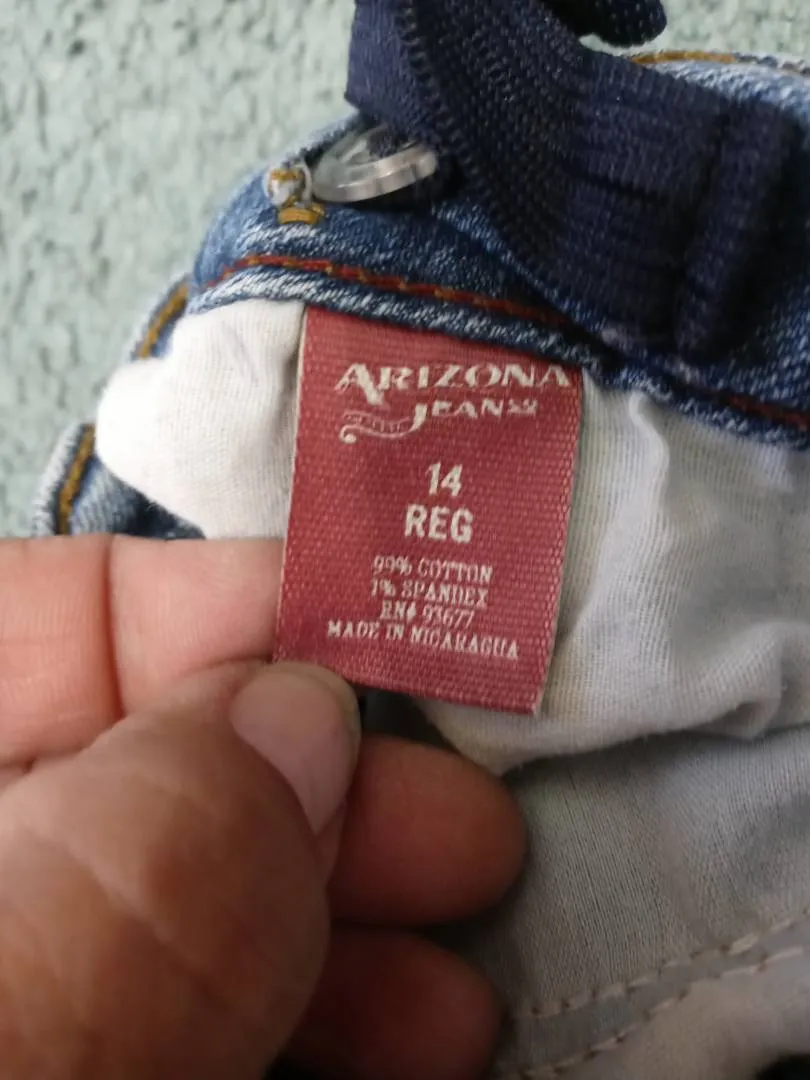 ARIZONA
JEANS
14
REG
99% COTTON
1% SPANDEX
RN# 93677
MADE IN NICARAGUA